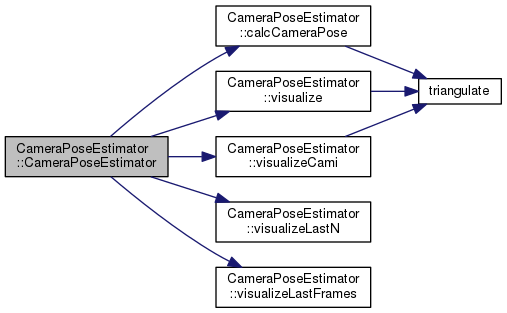 CameraPoseEstimator
::CameraPoseEstimator
CameraPoseEstimator
::calcCameraPose
CameraPoseEstimator
::visualize
CameraPoseEstimator
::visualizeCami
CameraPoseEstimator
::visualizeLastN
CameraPoseEstimator
::visualizeLastFrames
triangulate